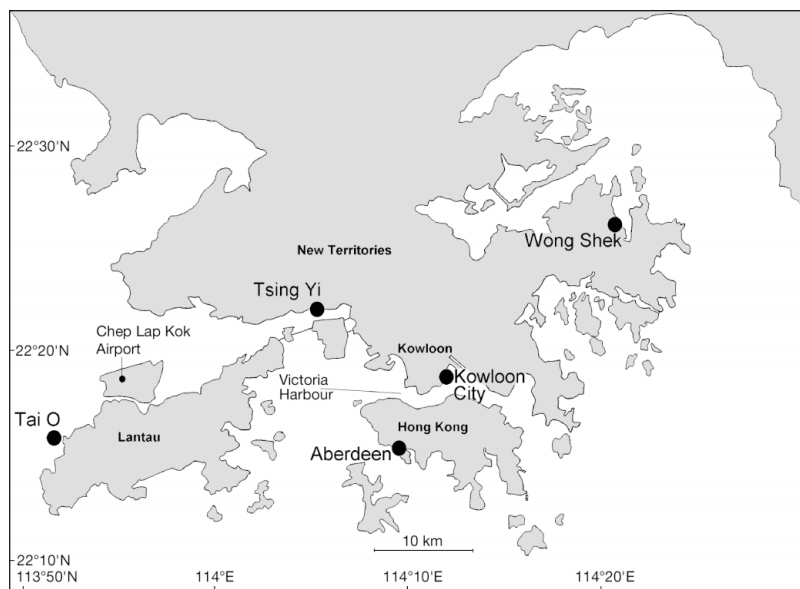 22°30'N
Wong Shek
New Territories
Tsing Yi
Chep Lap Kok
Airport
22°20'N
Kowloon
Kowloon
City
Victoria
Harbour
Tai O
Lantau
Hong Kong
Aberdeen
10 km
22°10'N
113°50'N
114°E
114°10'E
114°20'E